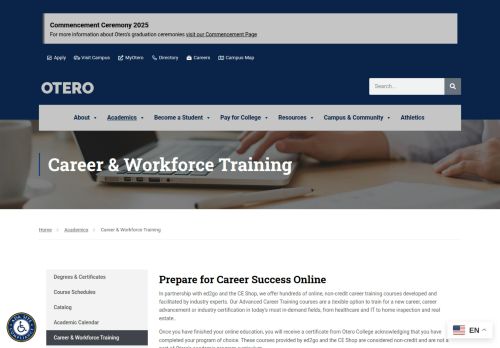 Commencement Ceremony 2025
For more information about Otero's graduation ceremonies visit our Commencement Page
Apply Visit Campus MyOtero Directory Careers Campus Map
OTERO
Search...
About Academics Become a Student Pay for College Resources Campus & Community Athletics
Career & Workforce Training
Home Academics Career & Workforce Training
Degrees & Certificates
Course Schedules
Catalog
Academic Calendar
Career & Workforce Training
Prepare for Career Success Online
In partnership with ed2go and the CE Shop, we offer hundreds of online, non-credit career training courses developed and
facilitated by industry experts. Our Advanced Career Training courses are a flexible option to train for a new career, career
advancement or industry certification in today's most in-demand fields, from healthcare and IT to home inspection and real
estate.
Once you have finished your online education, you will receive a certificate from Otero College acknowledging that you have
completed your program of choice. These courses provided by ed2go and the CE Shop are considered non-credit and are not a
EN